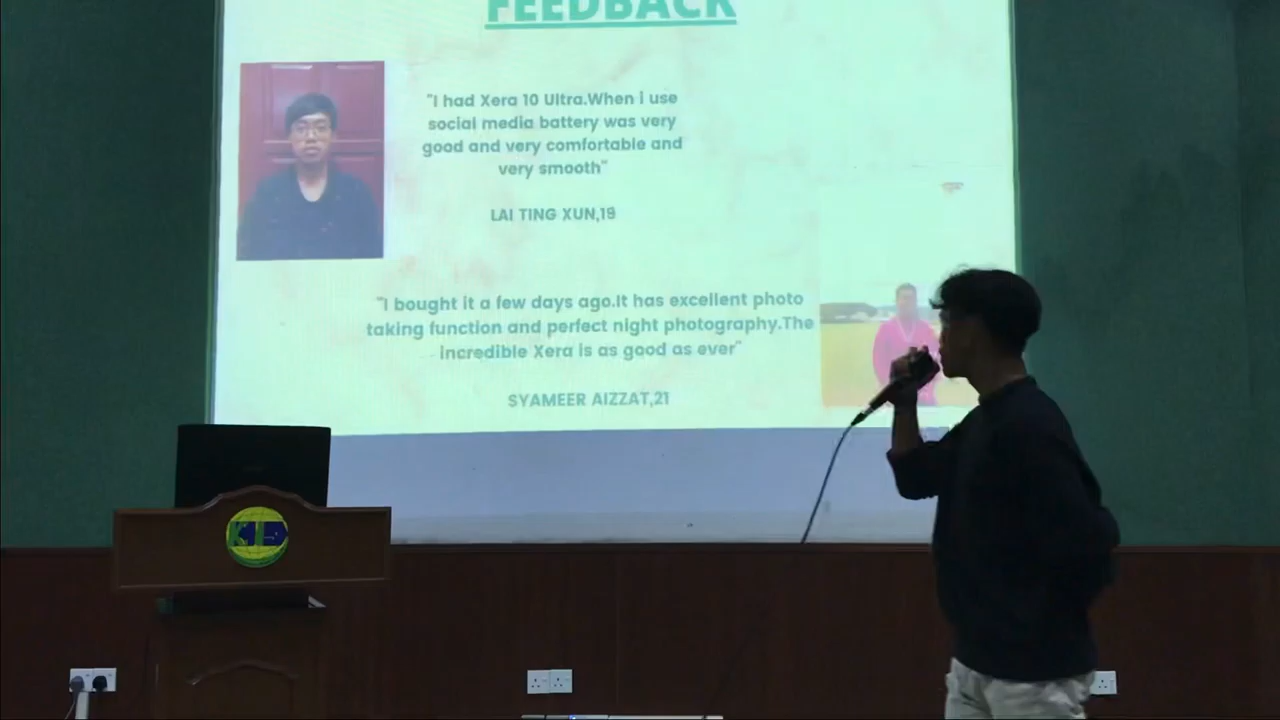 FEEDBACK
"I had Xera 10 Ultra.When i use
social media battery was very
good and very comfortable and
very smooth"
LAI TING XUN,19
"I bought it a few days ago.It has excellent photo
taking function and perfect night photography.The
incredible Xera is as good as ever"
SYAMEER AIZZAT,21